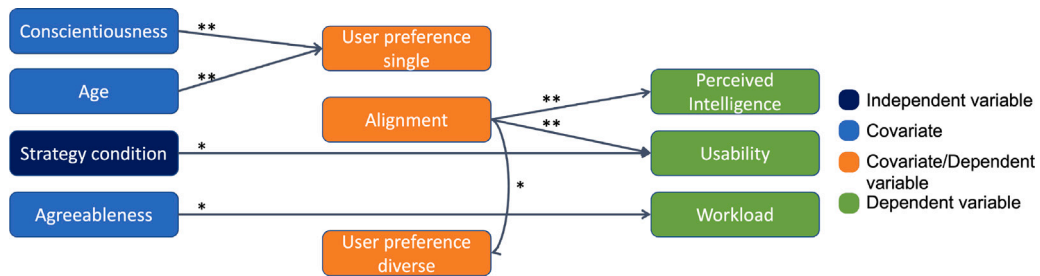 Conscientiousness
**
User preference
single
Age
**
Perceived
Intelligence
Alignment
**
**
Strategy condition
*
Usability
*
Agreeableness
*
Workload
User preference
diverse
Independent variable
Covariate
Covariate/Dependent
variable
Dependent variable